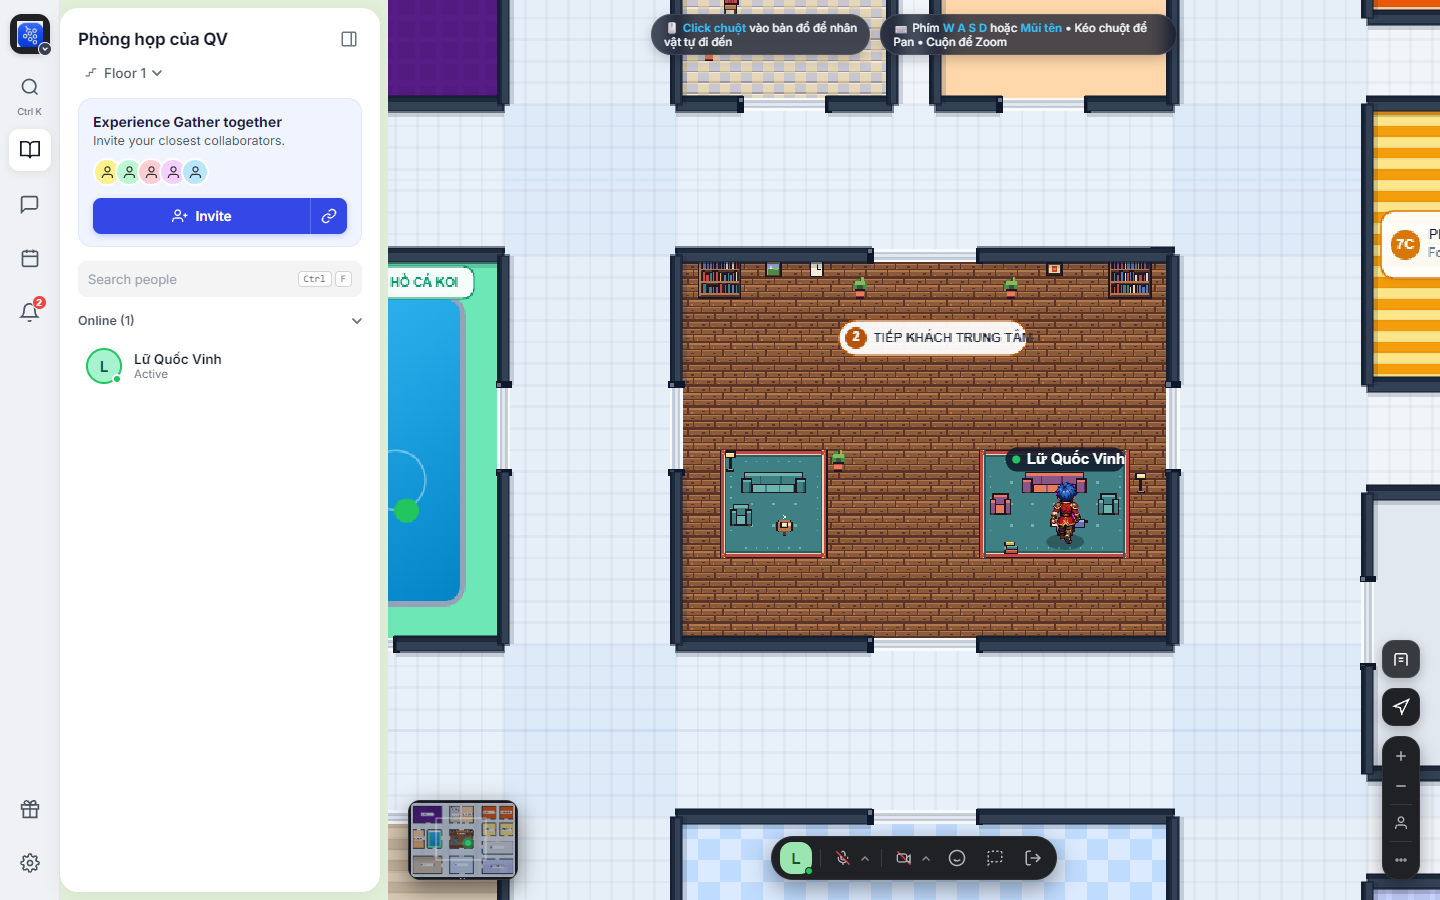 Phòng họp của QV
Floor 1
Ctrl K
Experience Gather together
Invite your closest collaborators.
Invite
Search people
Ctrl F
2
Online (1)
L
Lữ Quốc Vinh
Active
Click chuột vào bản đồ để nhân
vật tự đi đến
Phím W A S D hoặc Mũi tên • Kéo chuột để
Pan • Cuộn để Zoom
HỒ CÁ KOI
2 TIẾP KHÁCH TRUNG TÂM
Lữ Quốc Vinh
7C
L